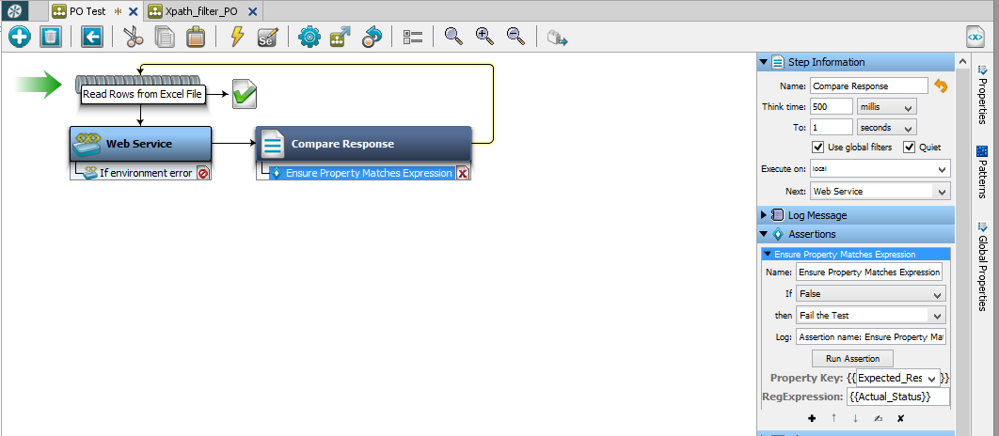 PO Test
Xpath_filter_PO
Se
Read Rows from Excel File
Web Service
If environment error
Compare Response
Ensure Property Matches Expression
Step Information
Name: Compare Response
Think time: 500 millis
To: 1 seconds
Use global filters Quiet
Execute on: local
Next: Web Service
Log Message
Assertions
Ensure Property Matches Expression
Name: Ensure Property Matches Expression
If False
then Fail the Test
Log: Assertion name: Ensure Property Mat
Run Assertion
Property Key: {{Expected_Res}}
RegExpression: {{Actual_Status}}
Properties
Patterns
Global Properties